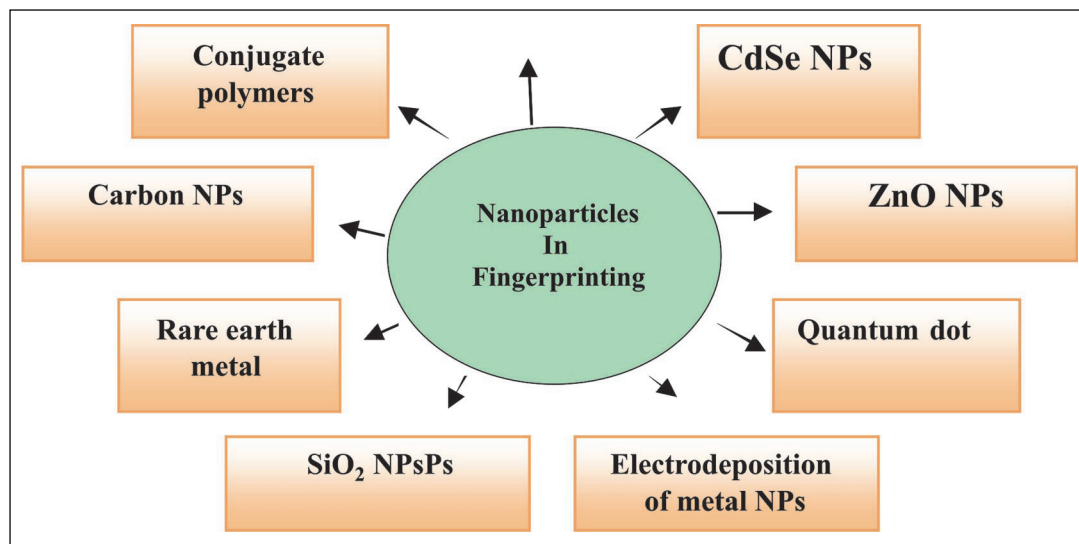 Conjugate
polymers
CdSe NPs
Carbon NPs
Nanoparticles
In
Fingerprinting
ZnO NPs
Rare earth
metal
Quantum dot
SiO₂ NPsPs
Electrodeposition
of metal NPs